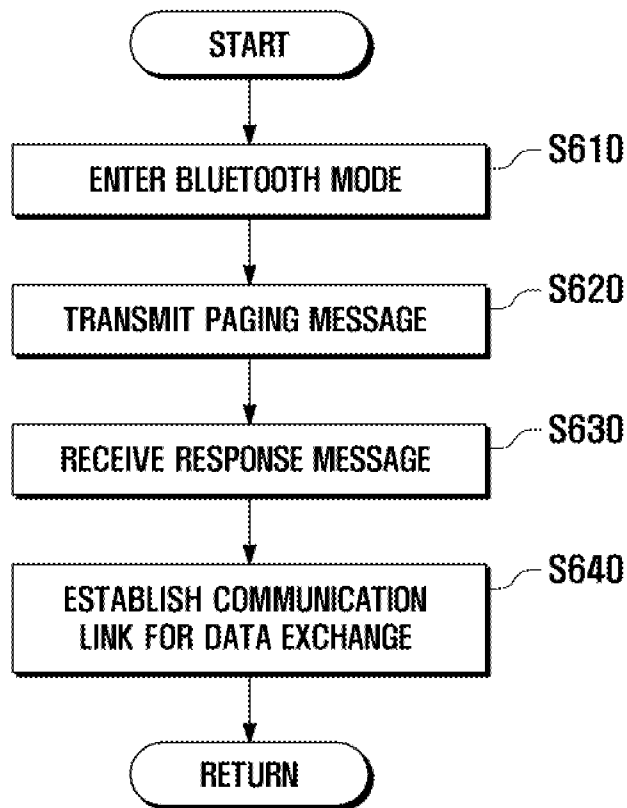 START
ENTER BLUETOOTH MODE
S610
TRANSMIT PAGING MESSAGE
S620
RECEIVE RESPONSE MESSAGE
S630
ESTABLISH COMMUNICATION
LINK FOR DATA EXCHANGE
S640
RETURN